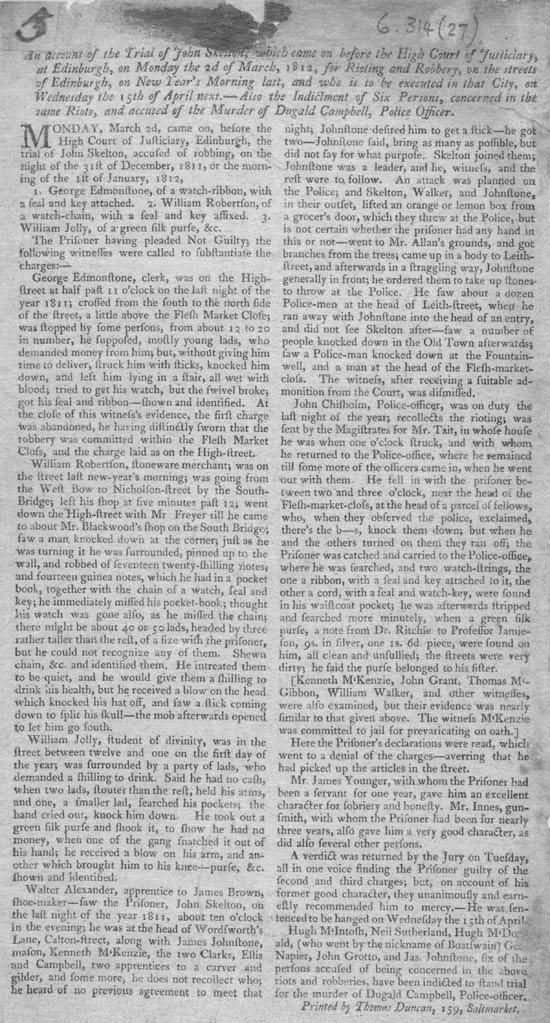 5
6.314(27)
An account of the Trial of John Skelton, which came on before the High Court of Justiciary,
at Edinburgh, on Monday the 2d of March, 1812, for Rioting and Robbery, on the streets
of Edinburgh, on New Year's Morning last, and who is to be executed in that City, on
Wednesday the 15th of April next.—Also the Indictment of Six Persons, concerned in the
same Riots, and accused of the Murder of Dugald Campbell, Police Officer.
MONDAY, March 2d, came on, before the
High Court of Justiciary, Edinburgh, the
trial of John Skelton, accused of robbing, on
the night of the 31st of December, 1811, or the morn-
ing of the 1st of January, 1812,
1. George Edmonstone, of a watch-ribbon, with
a seal and key attached. 2. William Robertson, of
a watch-chain, with a seal and key affixed. 3.
William Jolly, of a green silk purse, &c.
The Prisoner having pleaded Not Guilty; the
following witnesses were called to substantiate the
charges:—
George Edmonstone, clerk, was on the High-
street at half past 11 o'clock on the last night of the
year 1811; crossed from the south to the north side
of the street, a little above the Flesh Market Close;
was stopped by some persons, from about 12 to 20
in number, he supposed, mostly young lads, who
demanded money from him; but, without giving him
time to deliver, struck him with sticks, knocked him
down, and left him lying in a stair, all wet with
blood; tried to get his watch, but the swivel broke;
got his seal and ribbon—shown and identified. At
the close of this witness's evidence, the first charge
was abandoned, he having distinctly sworn that the
robbery was committed within the Flesh Market
Close, and the charge laid as on the High-street.
William Robertson, stoneware merchant; was on
the street last new-year's morning; was going from
the West Bow to Nicholson-street by the South-
Bridge; left his shop at five minutes past 12; went
down the High-street with Mr Freyer till he came
to about Mr. Blackwood's shop on the South Bridge;
saw a man knocked down at the corner; just as he
was turning it he was surrounded, pinned up to the
wall, and robbed of seventeen twenty-shilling notes,
and fourteen guinea notes, which he had in a pocket
book, together with the chain of a watch, seal and
key; he immediately missed his pocket-book; thought
his watch was gone also, as he missed the chain;
there might be about 40 or 50 lads, headed by three
rather taller than the rest, of a size with the prisoner,
but he could not recognize any of them. Shewn
chain, &c. and identified them. He intreated them
to be quiet, and he would give them a shilling to
drink his health, but he received a blow on the head
which knocked his hat off, and saw a stick coming
down to split his skull—the mob afterwards opened
to let him go south.
William Jolly, student of divinity, was in the
street between twelve and one on the first day of
the year; was surrounded by a party of lads, who
demanded a shilling to drink. Said he had no cash,
when two lads, stouter than the rest, held his arms,
and one, a smaller lad, searched his pockets; the
band cried out, knock him down. He took out a
green silk purse and shook it, to show he had no
money, when one of the gang snatched it out of
his hand; he received a blow on his arm, and an-
other which brought him to his knee—purse, &c.
shown and identified.
Walter Alexander, apprentice to James Brown,
shoe-maker—saw the Prisoner, John Skelton, on
the last night of the year 1811, about ten o'clock
in the evening; he was at the head of Wordsworth's
Lane, Calton-street, along with James Johnstone,
mason, Kenneth M'Kenzie, the two Clarks, Ellis
and Campbell, two apprentices to a carver and
gilder, and some more, he does not recollect who;
he heard of no previous agreement to meet that
night; Johnstone desired him to get a stick—he got
two—Johnstone said, bring as many as possible, but
did not say for what purpose. Skelton joined them;
Johnstone was a leader, and he, witness, and the
rest were to follow. An attack was planned on
the Police; and Skelton, Walker, and Johnstone,
in their outset, lifted an orange or lemon box from
a grocer's door, which they threw at the Police, but
is not certain whether the prisoner had any hand in
this or not—went to Mr. Allan's grounds, and got
branches from the trees; came up in a body to Leith-
street, and afterwards in a straggling way, Johnstone
generally in front; he ordered them to take up stones
to throw at the Police. He saw about a dozen
Police-men at the head of Leith-street, when he
ran away with Johnstone into the head of an entry,
and did not see Skelton after—saw a number of
people knocked down in the Old Town afterwards;
saw a Police-man knocked down at the Fountain-
well, and a man at the head of the Flesh-market-
close. The witness, after receiving a suitable ad-
monition from the Court, was dismissed.
John Chisholm, Police-officer, was on duty the
last night of the year; recollects the rioting; was
sent by the Magistrates for Mr. Tait, in whose house
he was when one o'clock struck, and with whom
he returned to the Police-office, where he remained
till some more of the officers came in, when he went
out with them. He fell in with the prisoner be-
tween two and three o'clock, near the head of the
Flesh-market-close, at the head of a parcel of fellows,
who, when they observed the police, exclaimed,
there's the b—s, knock them down; but when he
and the others turned on them they ran off; the
Prisoner was catched and carried to the Police-office,
where he was searched, and two watch-strings, the
one a ribbon, with a seal and key attached to it, the
other a cord, with a seal and watch-key, were found
in his waistcoat pocket; he was afterwards stripped
and searched more minutely, when a green silk
purse, a note from Dr. Ritchie to Professor Jamie-
son, 9s. in silver, one 1s. 6d. piece, were found on
him, all clean and unsullied; the streets were very
dirty; he said the purse belonged to his sister.
[Kenneth M'Kenzie, John Grant, Thomas M'-
Gibbon, William Walker, and other witnesses,
were also examined, but their evidence was nearly
similar to that given above. The witness M'Kenzie
was committed to jail for prevaricating on oath.]
Here the Prisoner's declarations were read, which
went to a denial of the charges—averring that he
had picked up the articles in the street.
Mr. James Younger, with whom the Prisoner had
been a servant for one year, gave him an excellent
character for sobriety and honesty. Mr. Innes, gun-
smith, with whom the Prisoner had been for nearly
three years, also gave him a very good character, as
did also several other persons.
A verdict was returned by the Jury on Tuesday,
all in one voice finding the Prisoner guilty of the
second and third charges; but, on account of his
former good character, they unanimously and earn-
estly recommended him to mercy.—He was sen-
tenced to be hanged on Wednesday the 15th of April.
Hugh M'Intosh, Neil Sutherland, Hugh M'Don-
ald, (who went by the nickname of Boatswain) Geo.
Napier, John Grotto, and Jas. Johnstone, six of the
persons accused of being concerned in the above
riots and robberies, have been indicted to stand trial
for the murder of Dugald Campbell, Police-officer.
Printed by Thomas Duncan, 159, Saltmarket.